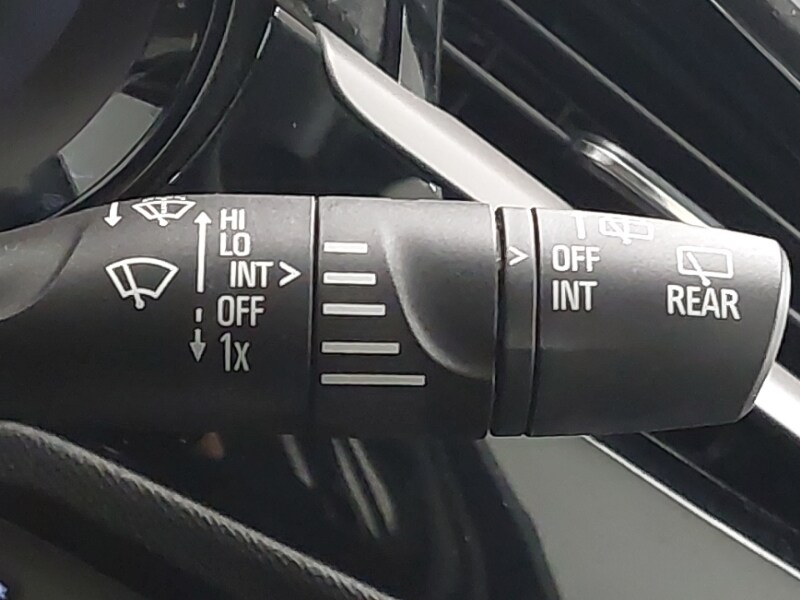 HI
LO
INT >
OFF
1x
>
OFF
INT
REAR